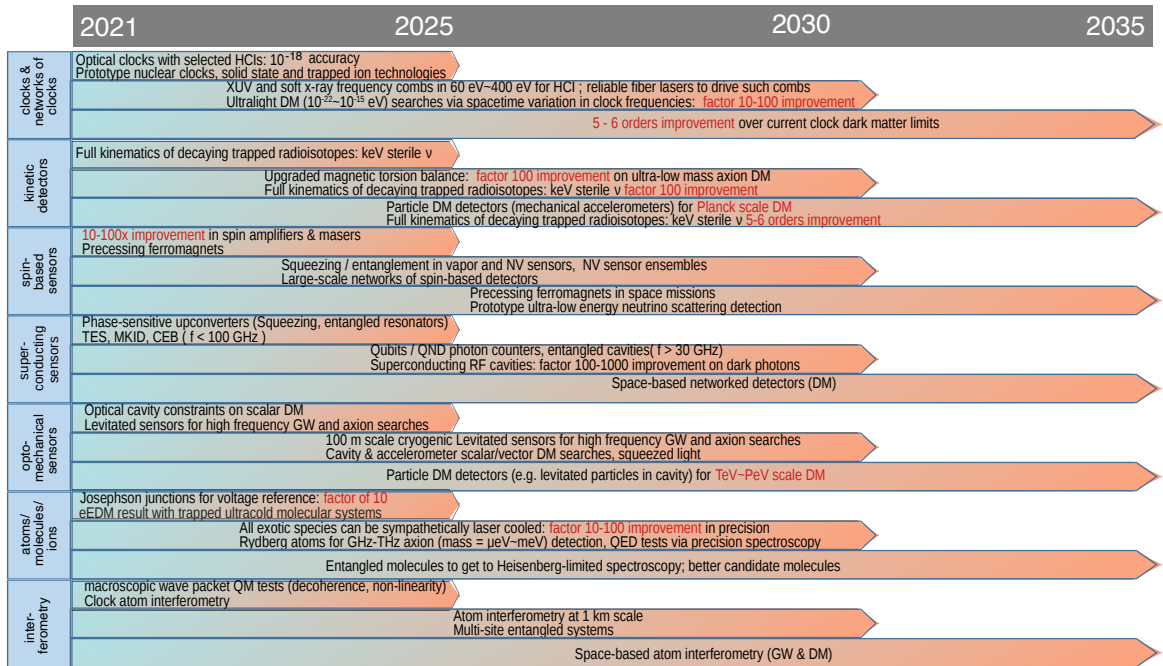 2021 2025 2030 2035
clocks &
networks of
clocks
Optical clocks with selected HCIs: 10⁻¹⁸ accuracy
Prototype nuclear clocks, solid state and trapped ion technologies
XUV and soft x-ray frequency combs in 60 eV~400 eV for HCI ; reliable fiber lasers to drive such combs
Ultralight DM (10⁻²²~10⁻¹⁵ eV) searches via spacetime variation in clock frequencies: factor 10-100 improvement
5 - 6 orders improvement over current clock dark matter limits
kinetic
detectors
Full kinematics of decaying trapped radioisotopes: keV sterile ν
Upgraded magnetic torsion balance: factor 100 improvement on ultra-low mass axion DM
Full kinematics of decaying trapped radioisotopes: keV sterile ν factor 100 improvement
Particle DM detectors (mechanical accelerometers) for Planck scale DM
Full kinematics of decaying trapped radioisotopes: keV sterile ν 5-6 orders improvement
spin-
based
sensors
10-100x improvement in spin amplifiers & masers
Precessing ferromagnets
Squeezing / entanglement in vapor and NV sensors, NV sensor ensembles
Large-scale networks of spin-based detectors
Precessing ferromagnets in space missions
Prototype ultra-low energy neutrino scattering detection
super-
conducting
sensors
Phase-sensitive upconverters (Squeezing, entangled resonators)
TES, MKID, CEB ( f < 100 GHz )
Qubits / QND photon counters, entangled cavities( f > 30 GHz)
Superconducting RF cavities: factor 100-1000 improvement on dark photons
Space-based networked detectors (DM)
opto-
mechanical
sensors
Optical cavity constraints on scalar DM
Levitated sensors for high frequency GW and axion searches
100 m scale cryogenic Levitated sensors for high frequency GW and axion searches
Cavity & accelerometer scalar/vector DM searches, squeezed light
Particle DM detectors (e.g. levitated particles in cavity) for TeV~PeV scale DM
atoms/
molecules/
ions
Josephson junctions for voltage reference: factor of 10
eEDM result with trapped ultracold molecular systems
All exotic species can be sympathetically laser cooled: factor 10-100 improvement in precision
Rydberg atoms for GHz-THz axion (mass = μeV~meV) detection, QED tests via precision spectroscopy
Entangled molecules to get to Heisenberg-limited spectroscopy; better candidate molecules
inter-
ferometry
macroscopic wave packet QM tests (decoherence, non-linearity)
Clock atom interferometry
Atom interferometry at 1 km scale
Multi-site entangled systems
Space-based atom interferometry (GW & DM)